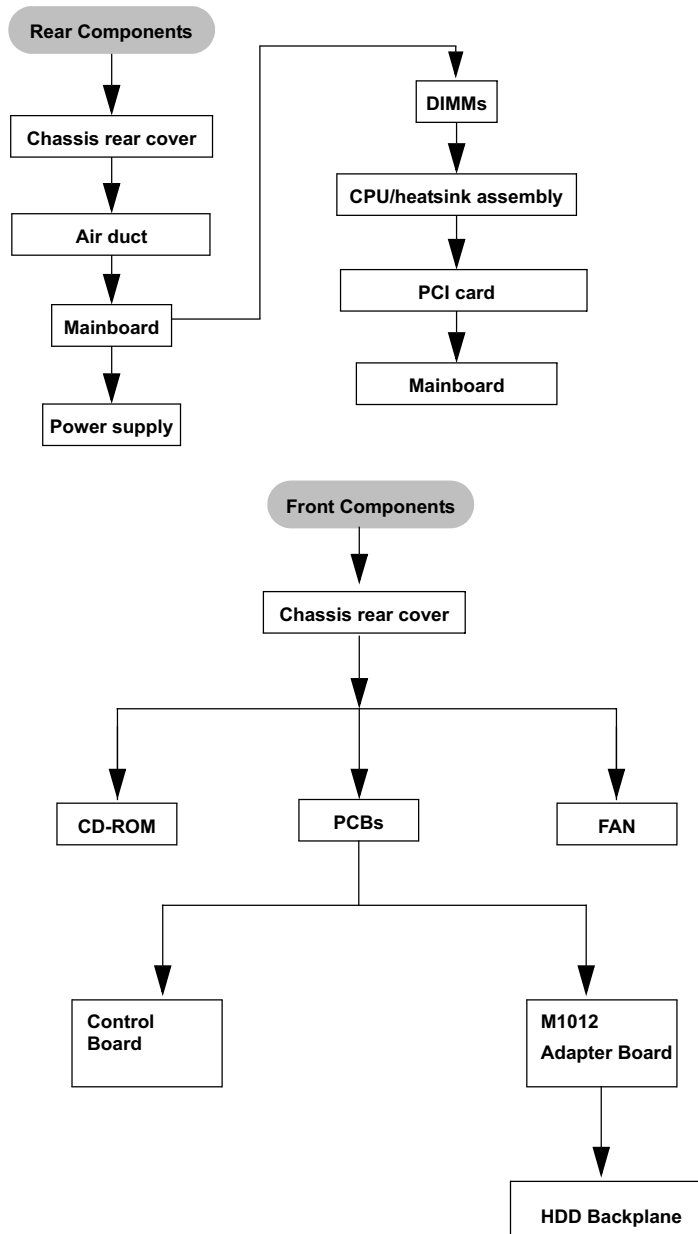 Rear Components
Chassis rear cover
Air duct
Mainboard
Power supply
DIMMs
CPU/heatsink assembly
PCI card
Mainboard
Front Components
Chassis rear cover
CD-ROM
PCBs
FAN
Control
Board
M1012
Adapter Board
HDD Backplane